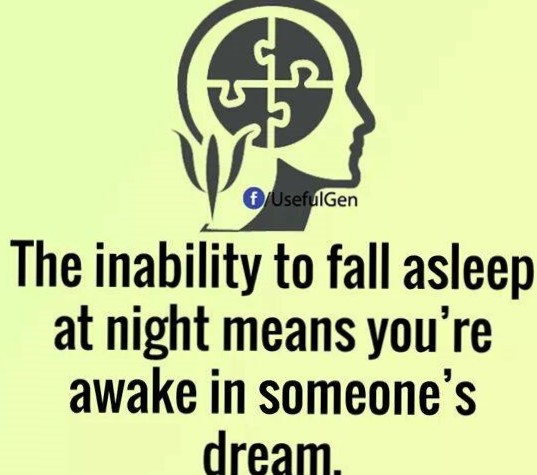 f/UsefulGen
The inability to fall asleep
at night means you're
awake in someone's
dream.